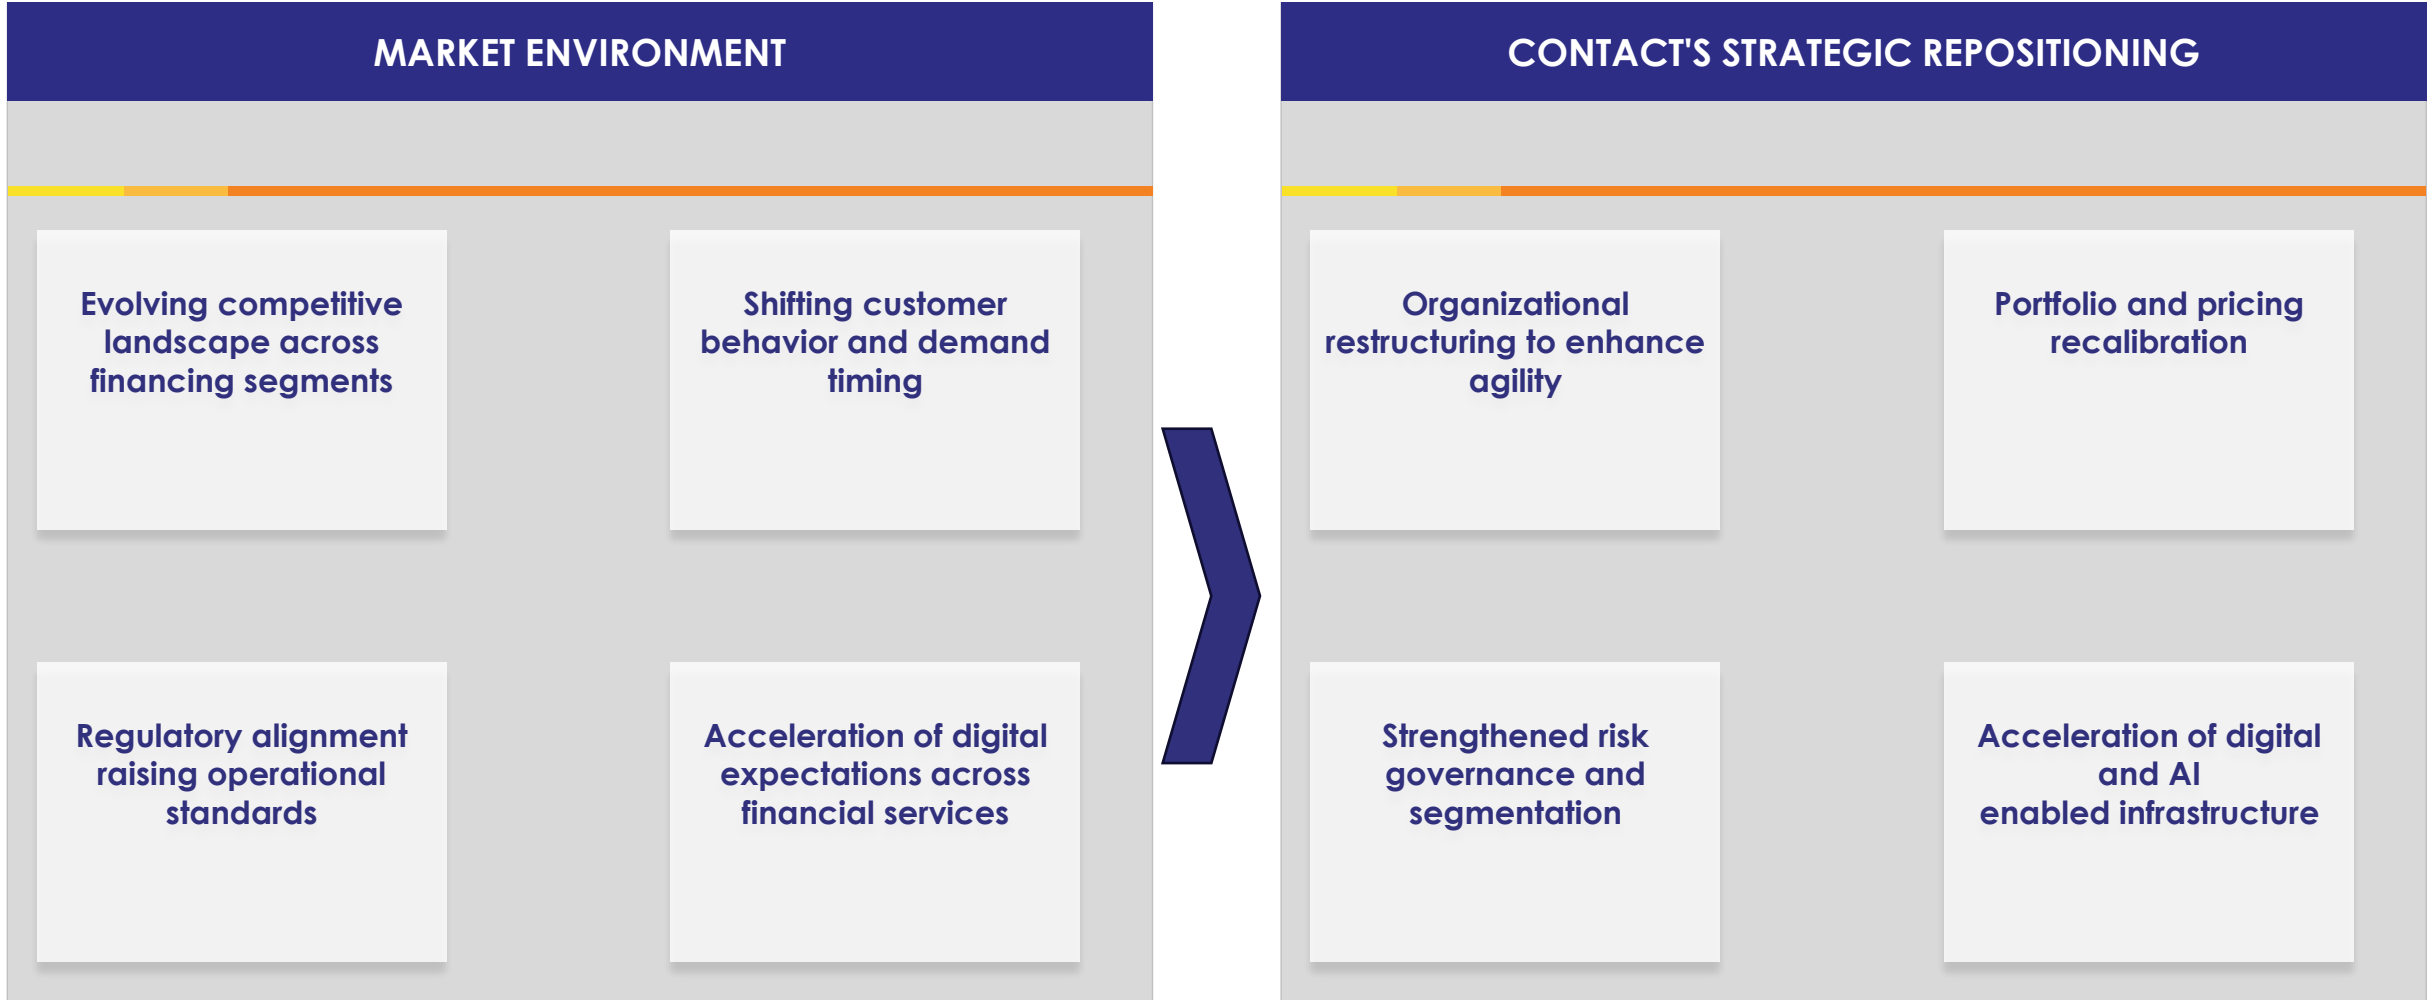 MARKET ENVIRONMENT
Evolving competitive
landscape across
financing segments
Shifting customer
behavior and demand
timing
Regulatory alignment
raising operational
standards
Acceleration of digital
expectations across
financial services
CONTACT'S STRATEGIC REPOSITIONING
Organizational
restructuring to enhance
agility
Portfolio and pricing
recalibration
Strengthened risk
governance and
segmentation
Acceleration of digital
and AI
enabled infrastructure